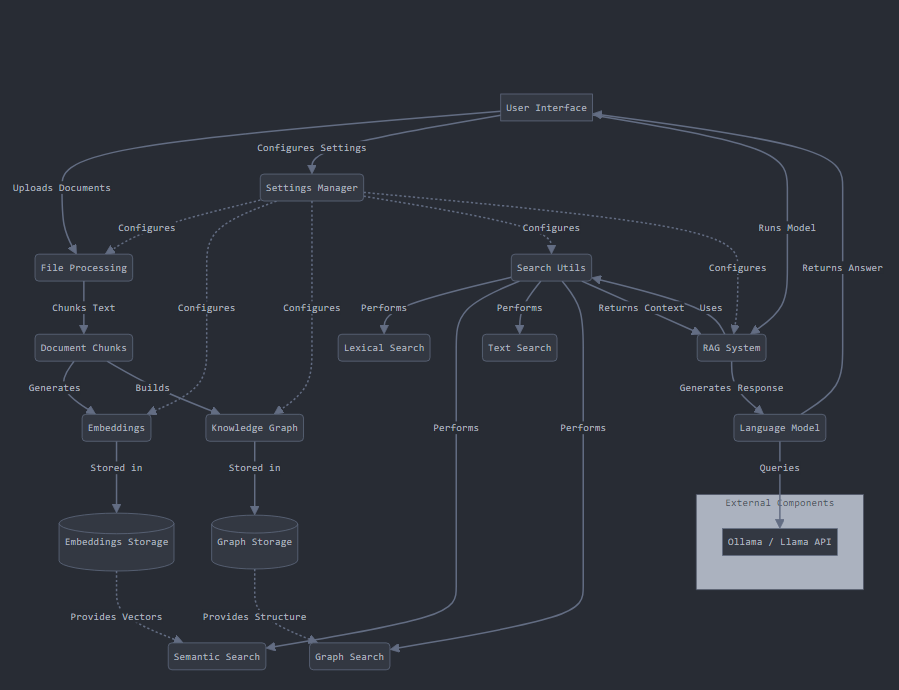 User Interface
Configures Settings
Uploads Documents
Settings Manager
Configures
Configures
Runs Model
File Processing
Search Utils
Configures
Returns Answer
Chunks Text
Configures
Configures
Performs
Performs
Returns Context
Uses
Document Chunks
Lexical Search
Text Search
RAG System
Generates
Builds
Generates Response
Embeddings
Knowledge Graph
Performs
Performs
Language Model
Stored in
Stored in
Queries
External Components
Embeddings Storage
Graph Storage
Ollama / Llama API
Provides Vectors
Provides Structure
Semantic Search
Graph Search